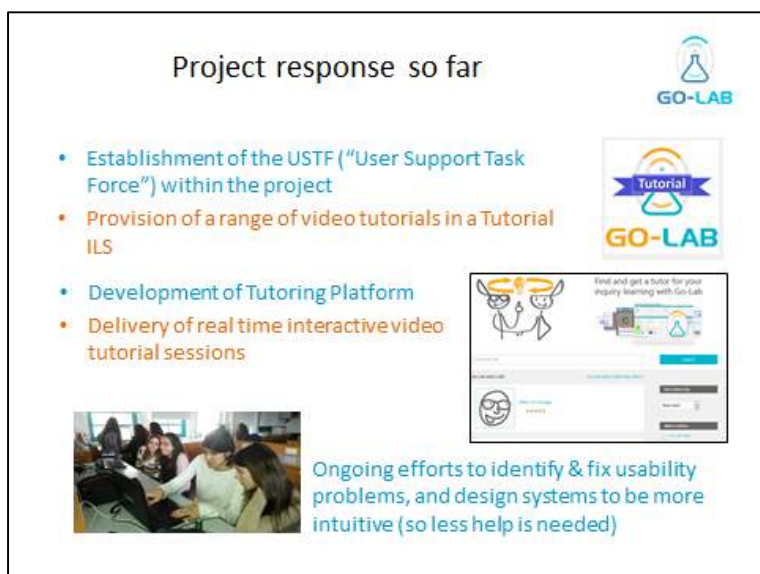 Project response so far
GO-LAB
• Establishment of the USTF ("User Support Task
Force") within the project
• Provision of a range of video tutorials in a Tutorial
ILS
Tutorial
GO-LAB
• Development of Tutoring Platform
• Delivery of real time interactive video
tutorial sessions
Find and get a tutor for your
inquiry learning with Go-Lab
Ongoing efforts to identify & fix usability
problems, and design systems to be more
intuitive (so less help is needed)